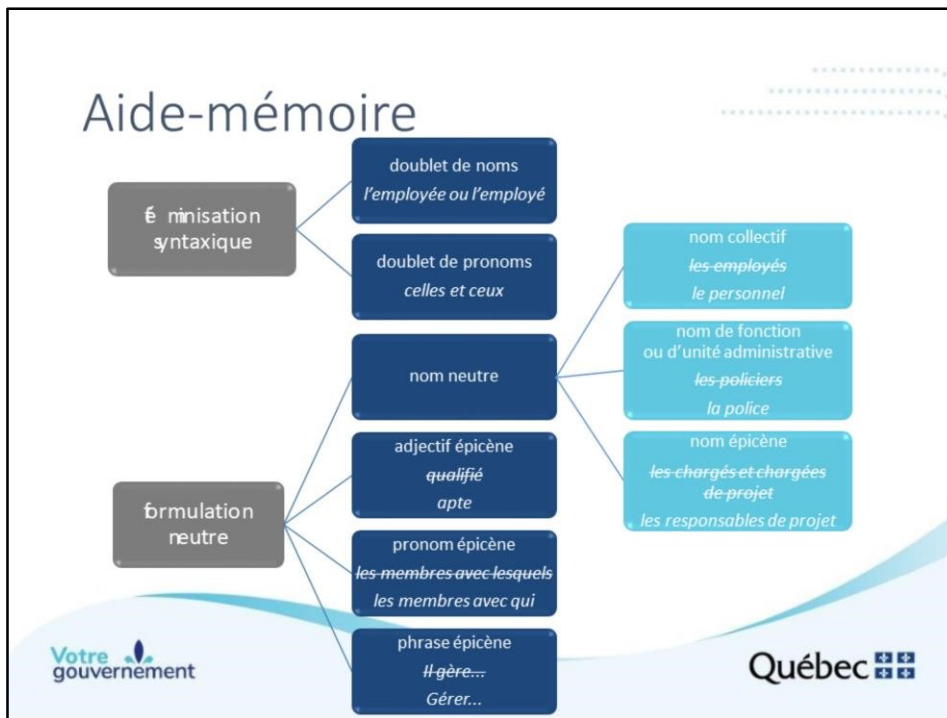 Aide-mémoire
féminisation
syntaxique
doublet de noms
l'employée ou l'employé
doublet de pronoms
celles et ceux
formulation
neutre
nom neutre
nom collectif
les employés
le personnel
nom de fonction
ou d'unité administrative
les policiers
la police
nom épicène
les chargés et chargées
de projet
les responsables de projet
adjectif épicène
qualifié
apte
pronom épicène
les membres avec lesquels
les membres avec qui
phrase épicène
Il gère...
Gérer...
Votre
gouvernement
Québec